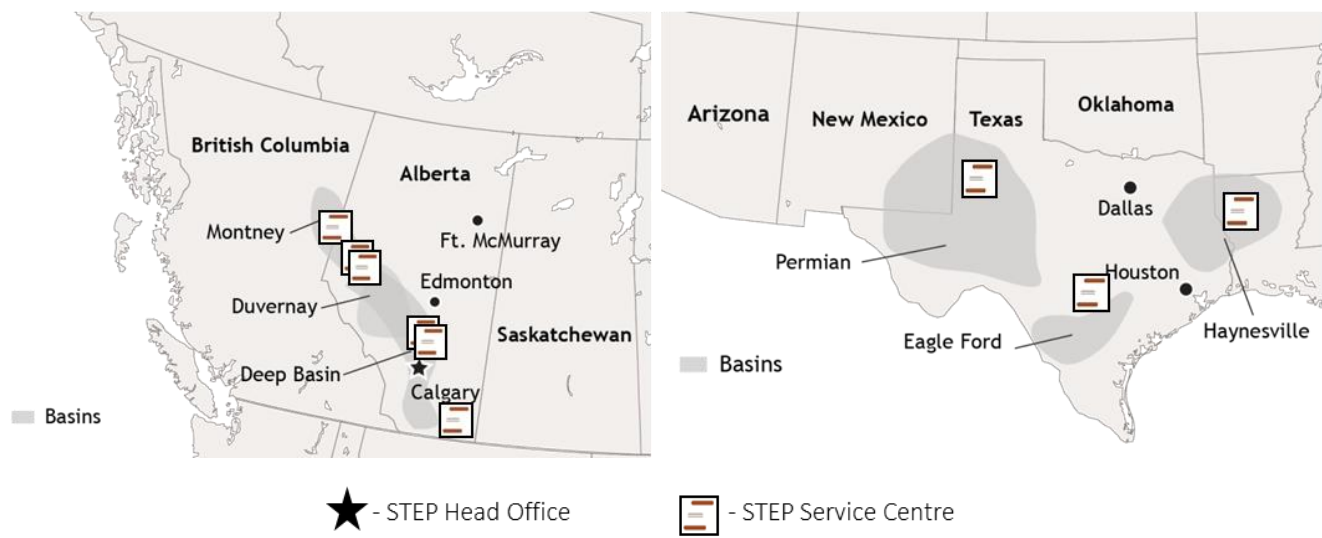 British Columbia
Alberta
Montney
Ft. McMurray
Edmonton
Duvernay
Saskatchewan
Deep Basin
Calgary
Basins
Arizona
New Mexico
Texas
Oklahoma
Dallas
Permian
Houston
Eagle Ford
Haynesville
Basins
- STEP Head Office
- STEP Service Centre